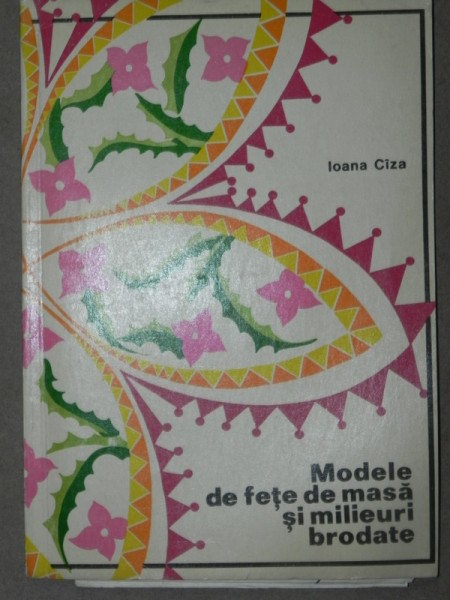 Ioana Cîza
Modele
de fețe de masă
și milieuri
brodate